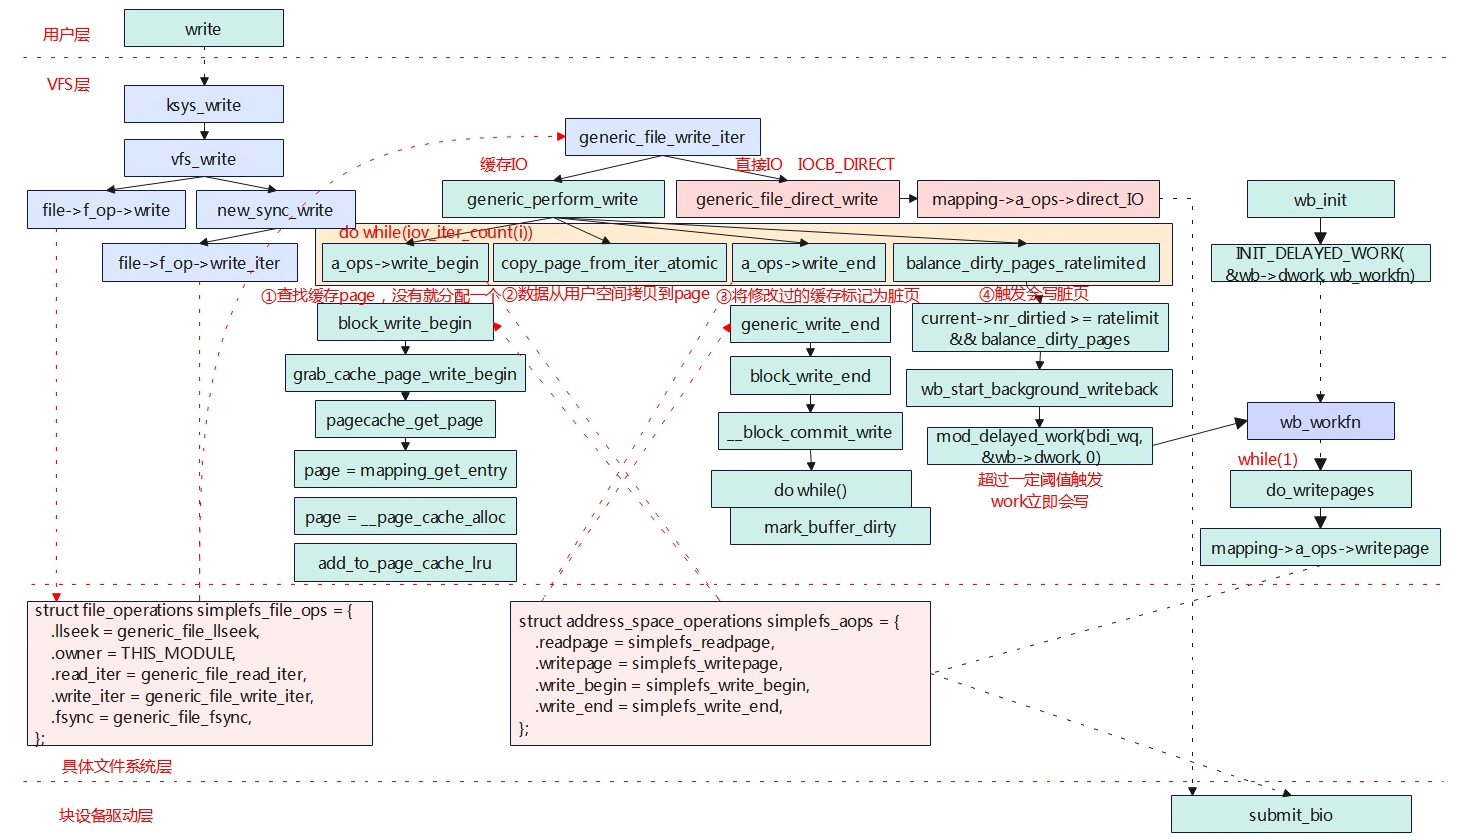 用户层
write
VFS层
ksys_write
vfs_write
file->f_op->write
new_sync_write
file->f_op->write_iter
generic_file_write_iter
缓存IO
直接IO IOCB_DIRECT
generic_perform_write
generic_file_direct_write
mapping->a_ops->direct_IO
do while(iov_iter_count(i))
a_ops->write_begin
copy_page_from_iter_atomic
a_ops->write_end
balance_dirty_pages_ratelimited
①查找缓存page，没有就分配一个
②数据从用户空间拷贝到page
③将修改过的缓存标记为脏页
④触发会写脏页
block_write_begin
grab_cache_page_write_begin
pagecache_get_page
page = mapping_get_entry
page = __page_cache_alloc
add_to_page_cache_lru
generic_write_end
block_write_end
__block_commit_write
do while()
mark_buffer_dirty
current->nr_dirtied >= ratelimit
&& balance_dirty_pages
wb_start_background_writeback
mod_delayed_work(bdi_wq,
&wb->dwork, 0)
超过一定阈值触发
work立即会写
wb_init
INIT_DELAYED_WORK(
&wb->dwork, wb_workfn)
wb_workfn
while(1)
do_writepages
mapping->a_ops->writepage
struct file_operations simplefs_file_ops = {
.llseek = generic_file_llseek,
.owner = THIS_MODULE,
.read_iter = generic_file_read_iter,
.write_iter = generic_file_write_iter,
.fsync = generic_file_fsync,
};
struct address_space_operations simplefs_aops = {
.readpage = simplefs_readpage,
.writepage = simplefs_writepage,
.write_begin = simplefs_write_begin,
.write_end = simplefs_write_end,
};
具体文件系统层
块设备驱动层
submit_bio